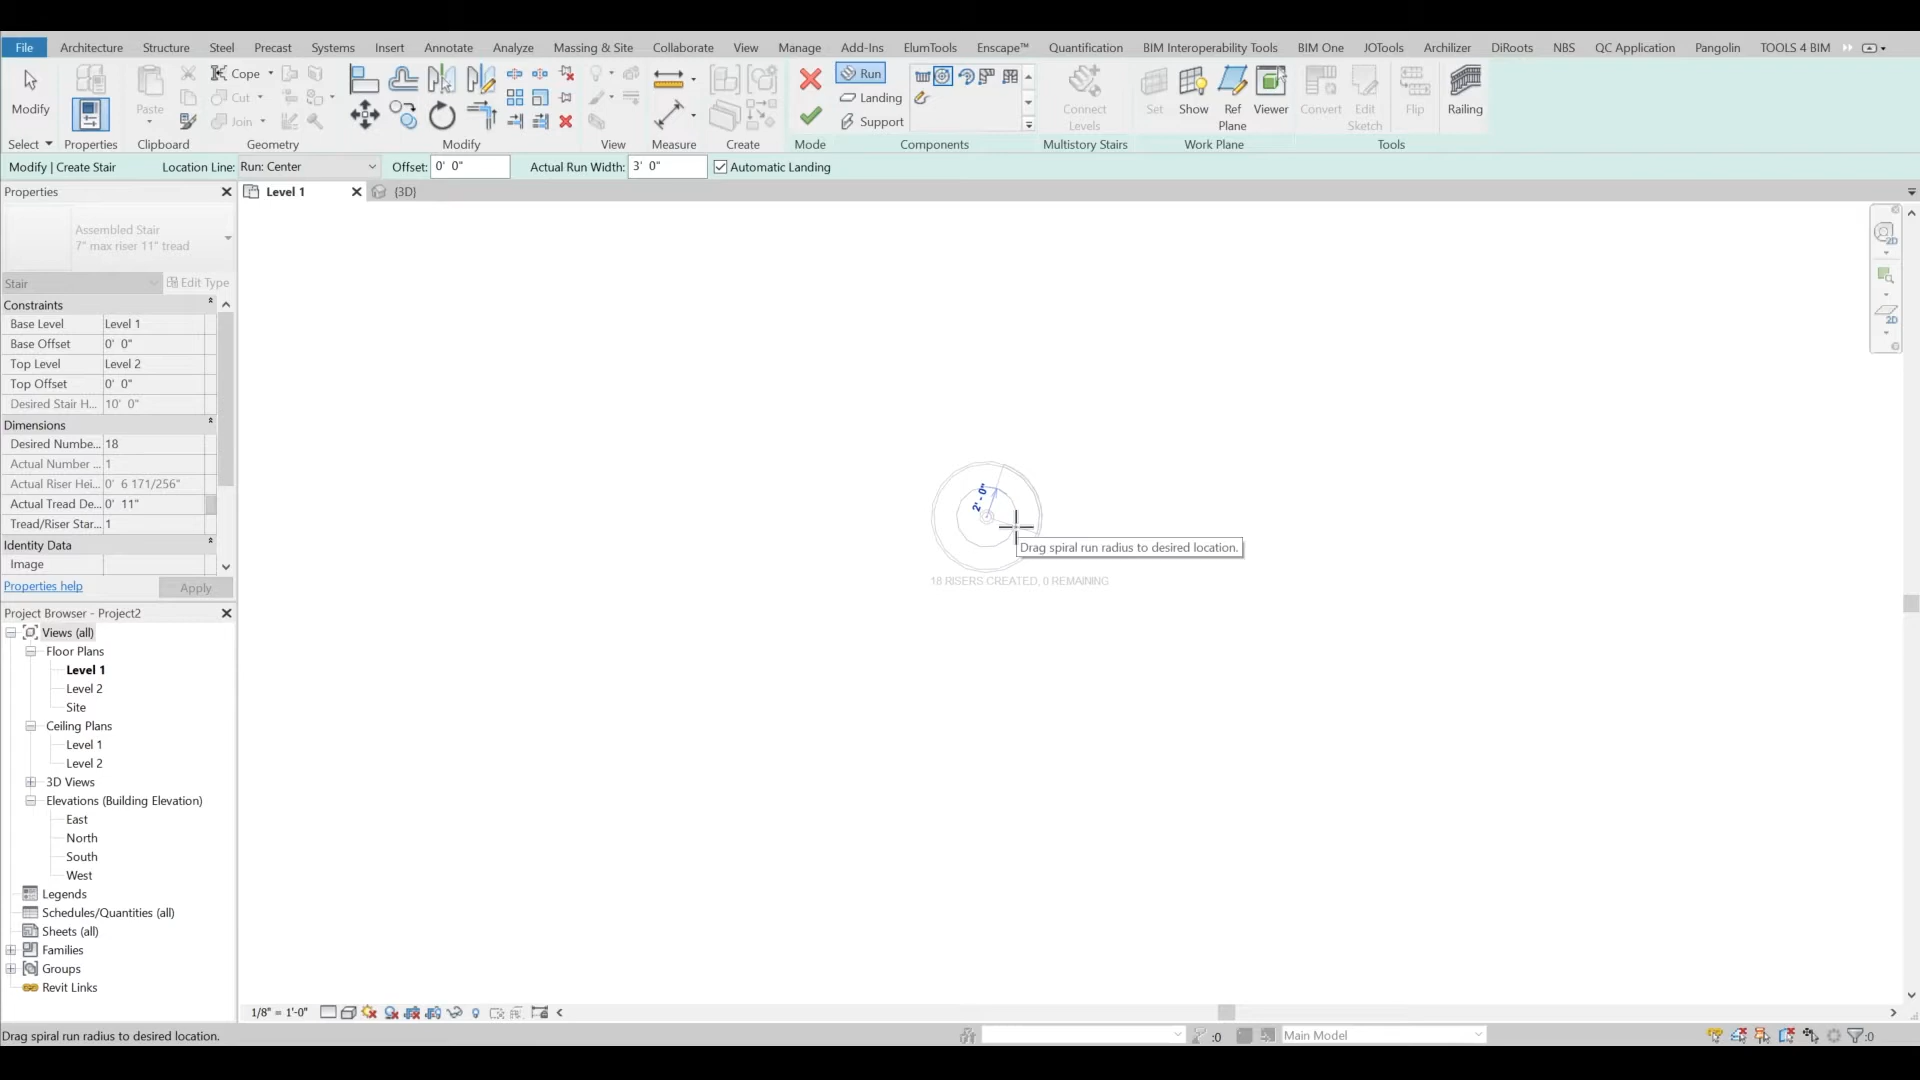 File Architecture Structure Steel Precast Systems Insert Annotate Analyze Massing & Site Collaborate View Manage Add-Ins ElumTools Enscape™ Quantification BIM Interoperability Tools BIM One JOTools Archilizer DiRoots NBS QC Application Pangolin TOOLS 4 BIM
Modify Paste Cope Cut Join Run Landing Support Connect Levels Set Show Ref Plane Viewer Convert Edit Sketch Flip Railing
Select Properties Clipboard Geometry Modify View Measure Create Mode Components Multistory Stairs Work Plane Tools
Modify | Create Stair Location Line: Run: Center Offset: 0' 0" Actual Run Width: 3' 0" Automatic Landing
Properties
Level 1 {3D}
Assembled Stair
7" max riser 11" tread
Stair Edit Type
Constraints
Base Level Level 1
Base Offset 0' 0"
Top Level Level 2
Top Offset 0' 0"
Desired Stair H... 10' 0"
Dimensions
Desired Numbe... 18
Actual Number ... 1
Actual Riser Hei... 0' 6 171/256"
Actual Tread De... 0' 11"
Tread/Riser Star... 1
Identity Data
Image
Properties help Apply
2' - 0"
Drag spiral run radius to desired location.
18 RISERS CREATED, 0 REMAINING
2D
2D
Project Browser - Project2
Views (all)
Floor Plans
Level 1
Level 2
Site
Ceiling Plans
Level 1
Level 2
3D Views
Elevations (Building Elevation)
East
North
South
West
Legends
Schedules/Quantities (all)
Sheets (all)
Families
Groups
Revit Links
1/8" = 1'-0"
Drag spiral run radius to desired location. :0 Main Model :0